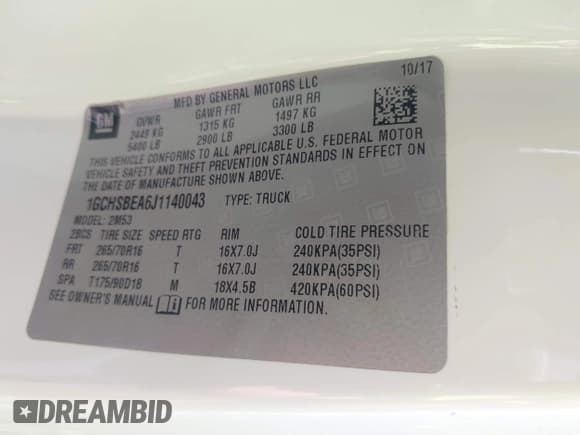 10/17
MFD BY GENERAL MOTORS LLC
GM
GVWR GAWR FRT GAWR RR
2449 KG 1315 KG 1497 KG
5400 LB 2900 LB 3300 LB
THIS VEHICLE CONFORMS TO ALL APPLICABLE U.S. FEDERAL MOTOR
VEHICLE SAFETY AND THEFT PREVENTION STANDARDS IN EFFECT ON
THE DATE OF MANUFACTURE SHOWN ABOVE.
1GCHSBEA6J1140043 TYPE: TRUCK
MODEL: 2M53
2BCS TIRE SIZE SPEED RTG RIM COLD TIRE PRESSURE
FRT 265/70R16 T 16X7.0J 240KPA(35PSI)
RR 265/70R16 T 16X7.0J 240KPA(35PSI)
SPA T175/90D18 M 18X4.5B 420KPA(60PSI)
SEE OWNER'S MANUAL FOR MORE INFORMATION.
DREAMBID